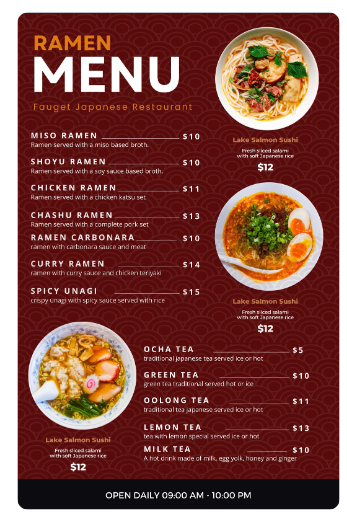 RAMEN
MENU
Fauget Japanese Restaurant
MISO RAMEN $10
Ramen served with a miso based broth.
SHOYU RAMEN $10
Ramen served with a soy sauce based broth.
CHICKEN RAMEN $11
Ramen served with a chicken katsu set
CHASHU RAMEN $13
Ramen served with a complete pork set
RAMEN CARBONARA $10
ramen with carbonara sauce and meat
CURRY RAMEN $14
ramen with curry sauce and chicken teriyaki
SPICY UNAGI $15
crispy unagi with spicy sauce served with rice
Lake Salmon Sushi
Fresh sliced salami
with soft Japanese rice
$12
Lake Salmon Sushi
Fresh sliced salami
with soft Japanese rice
$12
Lake Salmon Sushi
Fresh sliced salami
with soft Japanese rice
$12
OCHA TEA $5
traditional japanese tea served ice or hot
GREEN TEA $10
green tea traditional served hot or ice
OOLONG TEA $11
traditional tea japanese served ice or hot
LEMON TEA $13
tea with lemon special served ice or hot
MILK TEA $10
A hot drink made of milk, egg yolk, honey and ginger
OPEN DAILY 09:00 AM - 10:00 PM